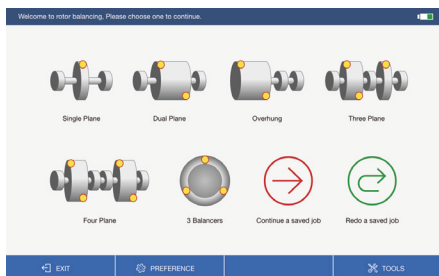 Welcome to rotor balancing, Please choose one to continue.
Single Plane
Dual Plane
Overhung
Three Plane
Four Plane
3 Balancers
Continue a saved job
Redo a saved job
EXIT
PREFERENCE
TOOLS